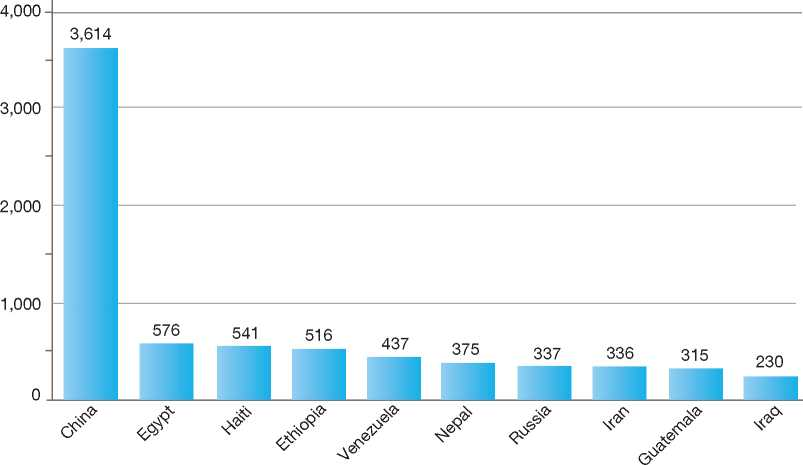 4,000
3,000
2,000
1,000
0
3,614
576
541
516
437
375
337
336
315
230
China
Egypt
Haiti
Ethiopia
Venezuela
Nepal
Russia
Iran
Guatemala
Iraq